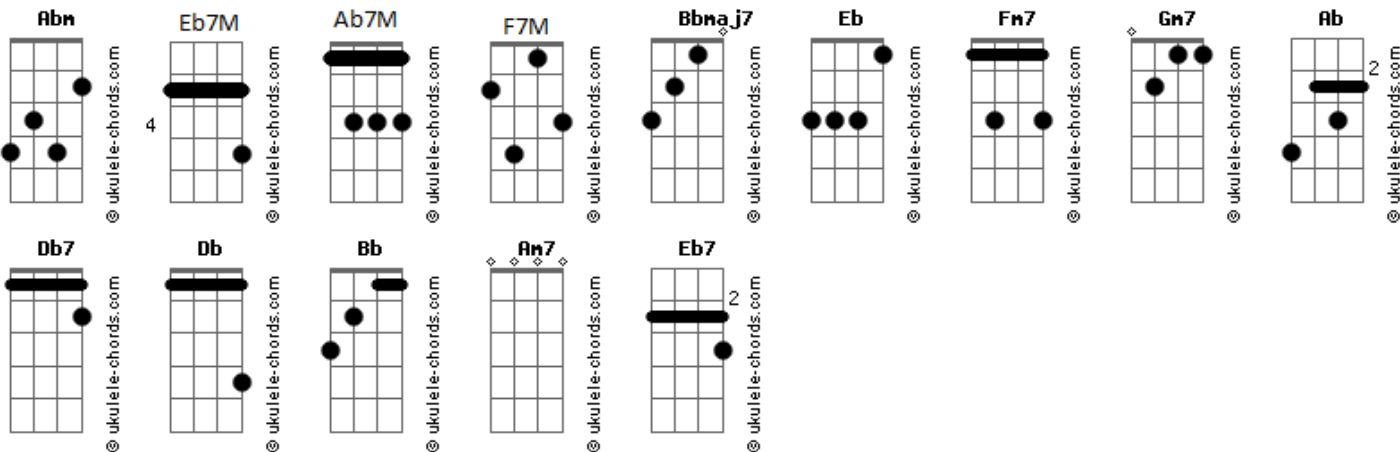 Abm Eb7M Ab7M F7M Bbmaj7 Eb Fm7 Gm7 Ab
4 2
© ukulele-chords.com © ukulele-chords.com © ukulele-chords.com © ukulele-chords.com © ukulele-chords.com © ukulele-chords.com © ukulele-chords.com © ukulele-chords.com © ukulele-chords.com
Db7 Db Bb Am7 Eb7
2
© ukulele-chords.com © ukulele-chords.com © ukulele-chords.com © ukulele-chords.com © ukulele-chords.com